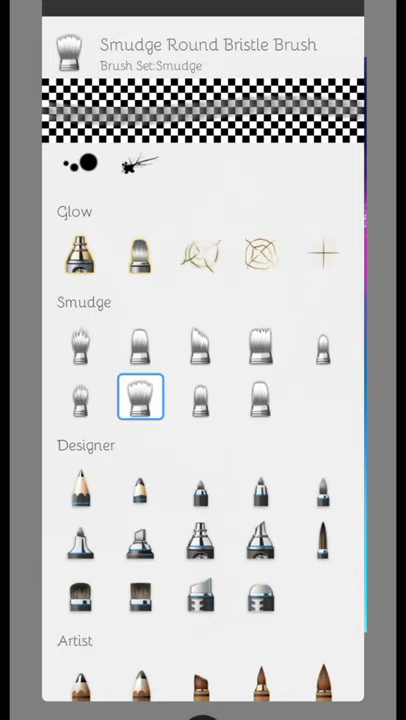 Smudge Round Bristle Brush
Brush Set:Smudge
Glow
Smudge
Designer
Artist